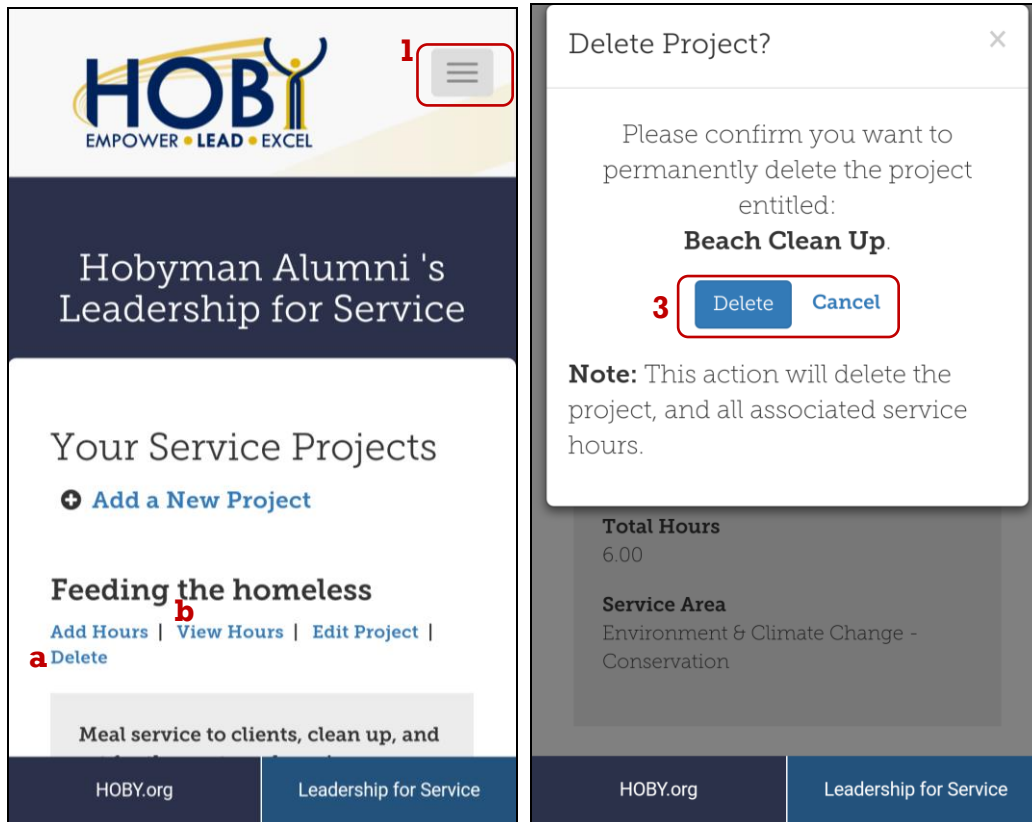 1
HOBY
EMPOWER • LEAD • EXCEL
Hobyman Alumni 's
Leadership for Service
Your Service Projects
Add a New Project
Feeding the homeless
b
Add Hours | View Hours | Edit Project |
a Delete
Meal service to clients, clean up, and
HOBY.org
Leadership for Service
Delete Project? ×
Please confirm you want to
permanently delete the project
entitled:
Beach Clean Up.
3 Delete Cancel
Note: This action will delete the
project, and all associated service
hours.
Total Hours
6.00
Service Area
Environment & Climate Change -
Conservation
HOBY.org
Leadership for Service